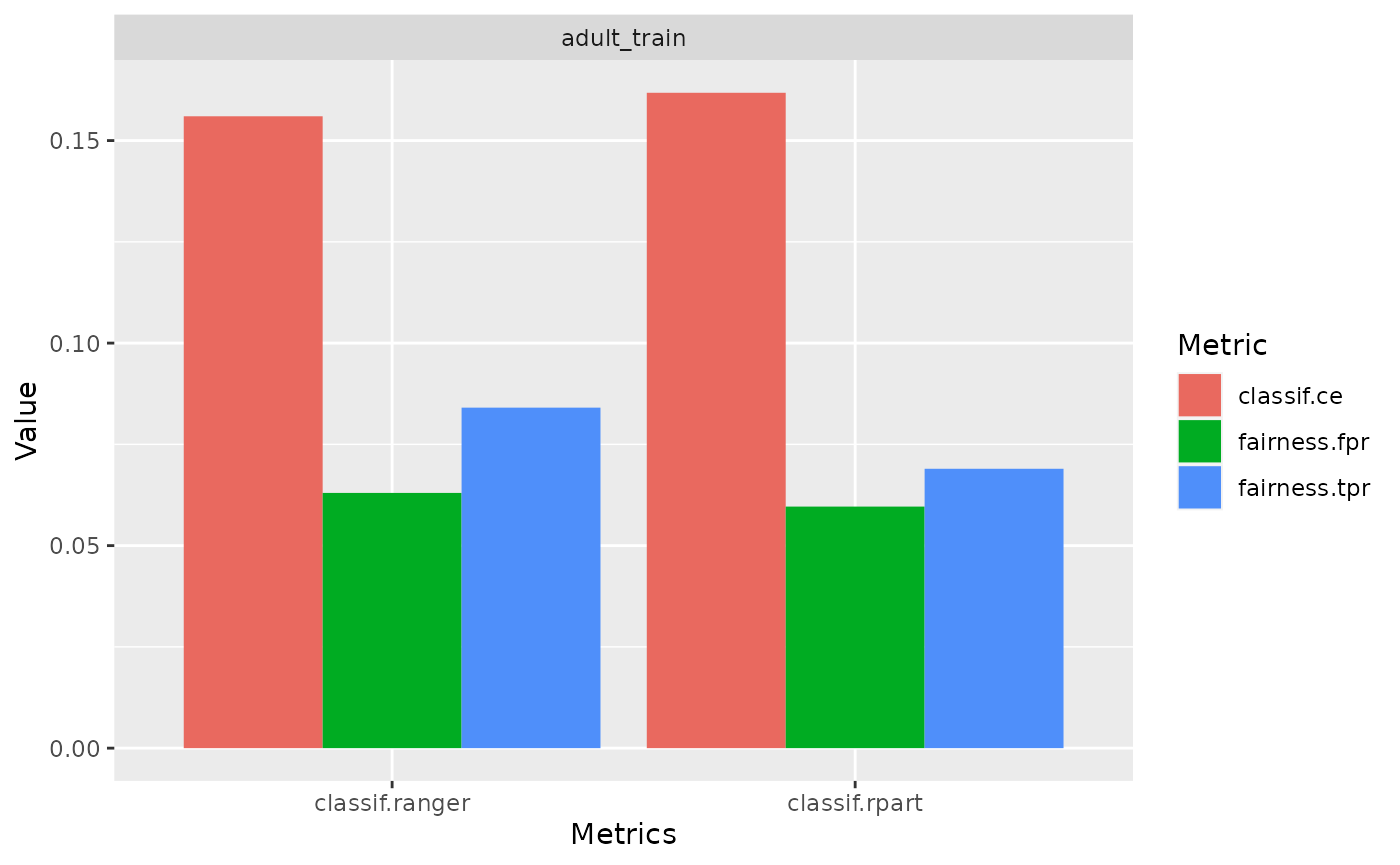 adult_train
0.15
0.10
0.05
0.00
Value
classif.ranger
classif.rpart
Metrics
Metric
classif.ce
fairness.fpr
fairness.tpr